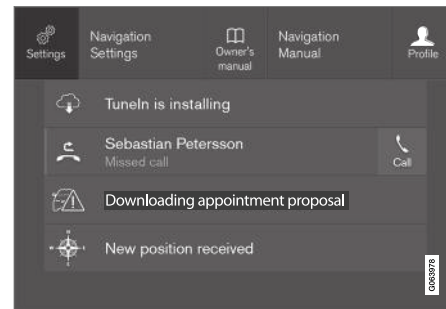 Settings
Navigation
Settings
Owner's
manual
Navigation
Manual
Profile
TuneIn is installing
Sebastian Petersson
Missed call
Call
Downloading appointment proposal
New position received
G063978